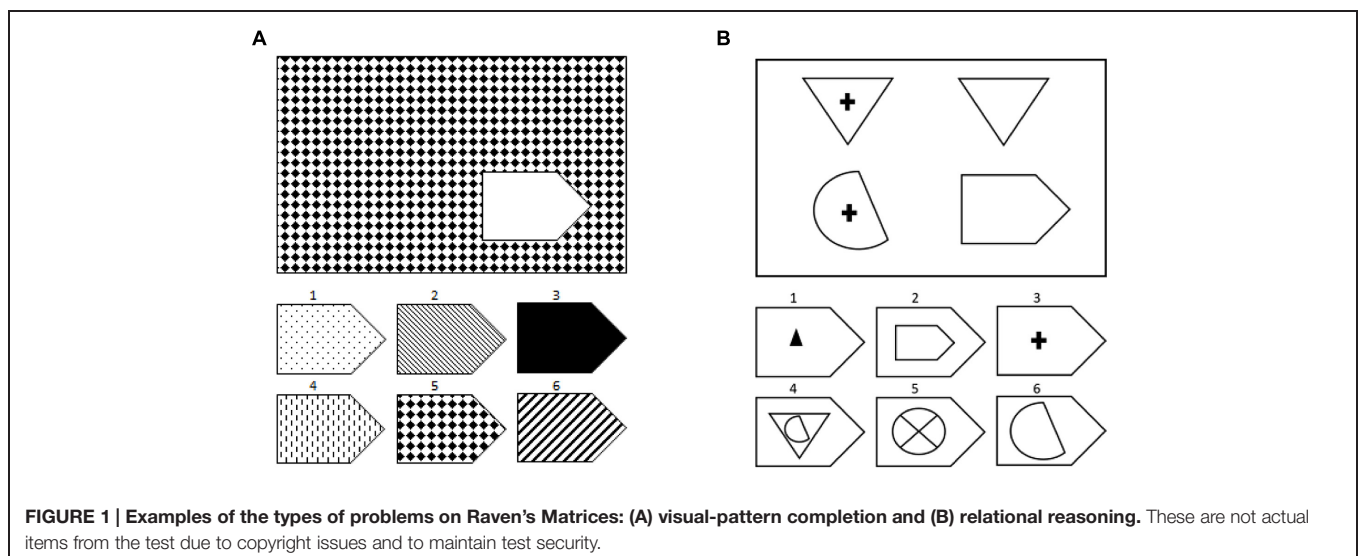 A
B
1 2 3
4 5 6
1 2 3
4 5 6
FIGURE 1 | Examples of the types of problems on Raven's Matrices: (A) visual-pattern completion and (B) relational reasoning. These are not actual
items from the test due to copyright issues and to maintain test security.